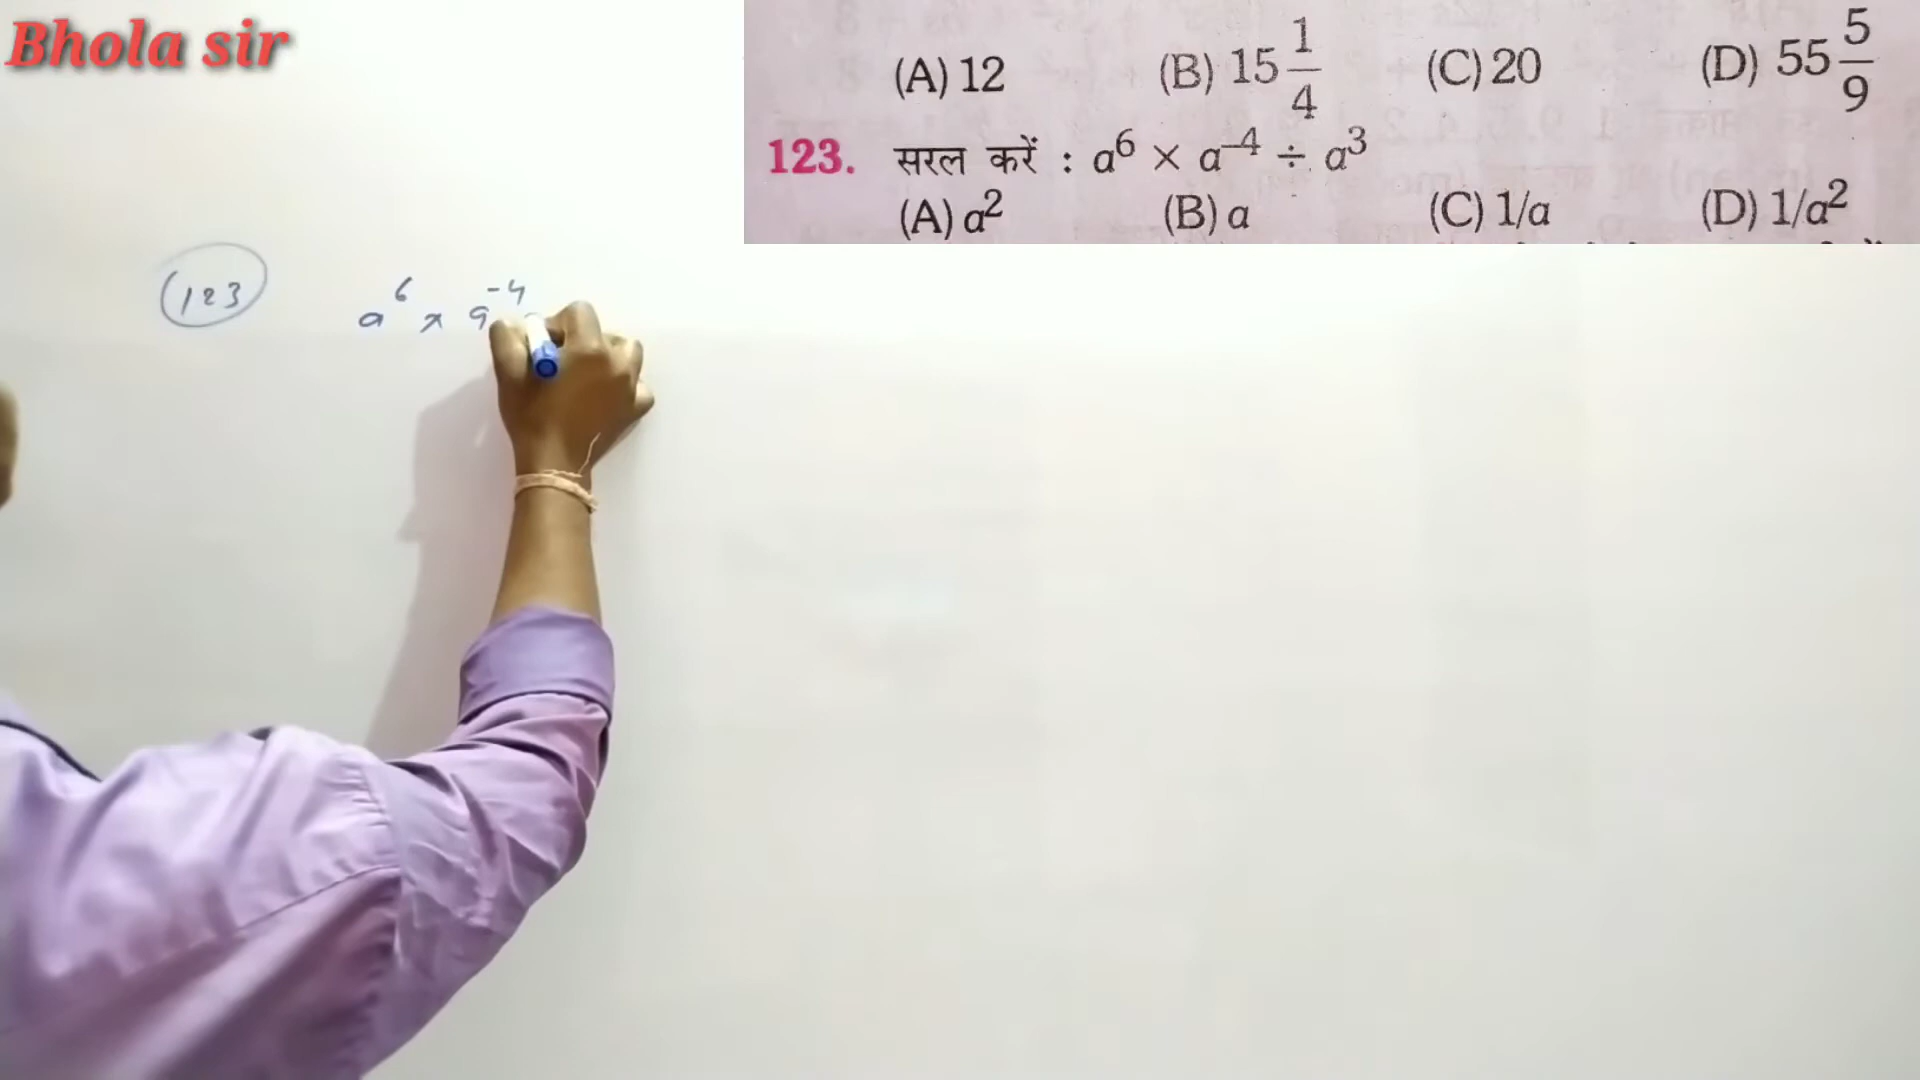 Bhola sir
(A) 12 (B) 15 1/4 (C) 20 (D) 55 5/9
123. सरल करें : a⁶ × a⁻⁴ ÷ a³
(A) a² (B) a (C) 1/a (D) 1/a²
123 a⁶ × a⁻⁴